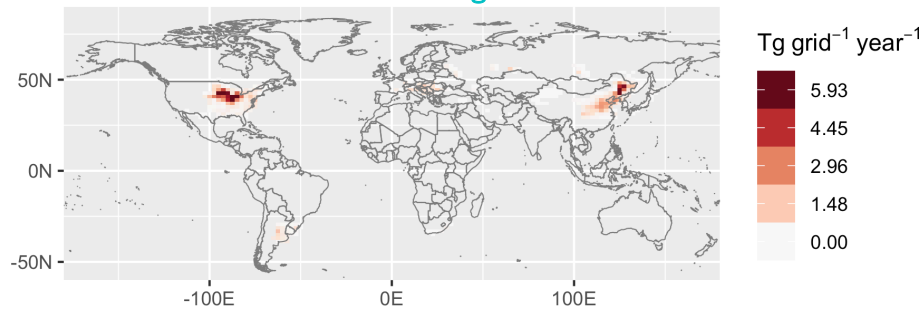 Tg grid⁻¹ year⁻¹
5.93
4.45
2.96
1.48
0.00
50N
0N
-50N
-100E
0E
100E